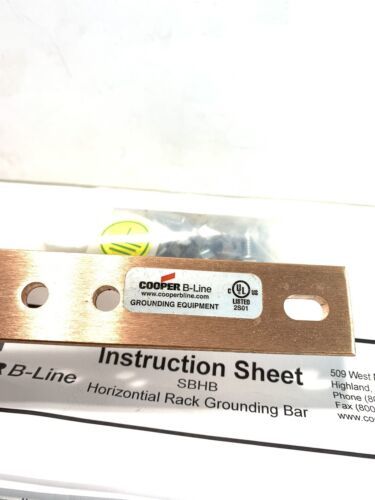 COOPER B-Line
www.cooperbline.com
GROUNDING EQUIPMENT
C UL US
LISTED
2S01
B-Line
Instruction Sheet
SBHB
Horizontial Rack Grounding Bar
509 West
Highland,
Phone (8
Fax (800
www.co